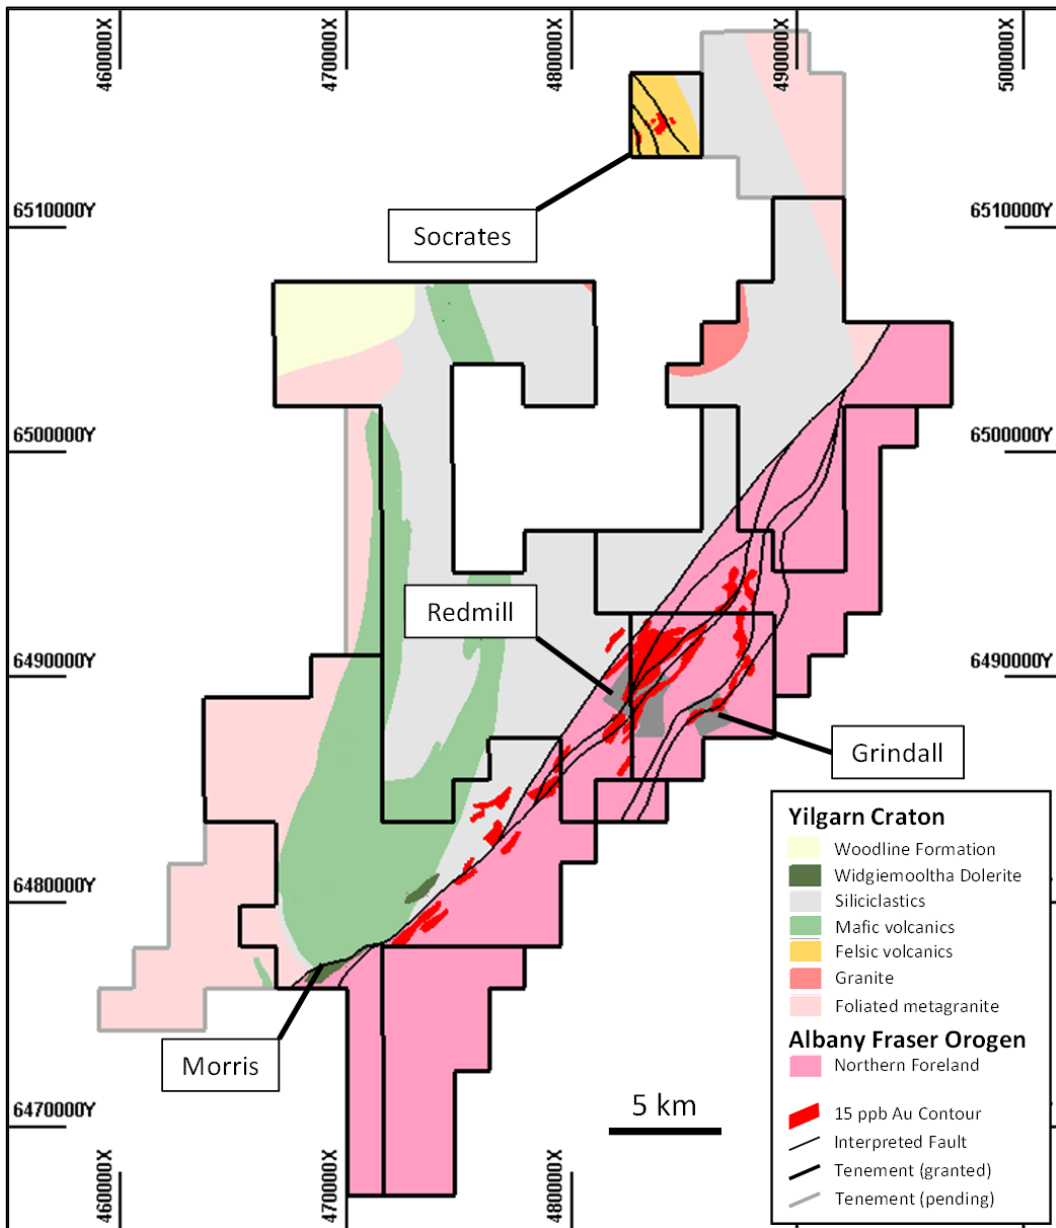 460000X
470000X
480000X
490000X
500000X
Socrates
6510000Y
6510000Y
6500000Y
6500000Y
Redmill
6490000Y
6490000Y
Grindall
Yilgarn Craton
Woodline Formation
Widgiemooltha Dolerite
Siliciclastics
Mafic volcanics
Felsic volcanics
Granite
Foliated metagranite
Albany Fraser Orogen
Northern Foreland
15 ppb Au Contour
Interpreted Fault
Tenement (granted)
Tenement (pending)
6480000Y
Morris
5 km
6470000Y
460000X
470000X
480000X